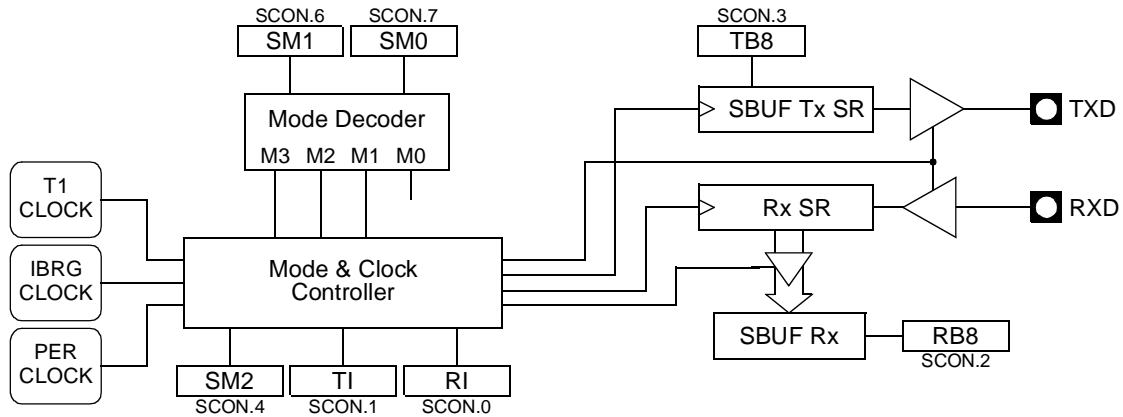 SCON.6
SCON.7
SCON.3
SM1
SM0
TB8
Mode Decoder
M3 M2 M1 M0
SBUF Tx SR
TXD
T1
CLOCK
Rx SR
RXD
IBRG
CLOCK
Mode & Clock
Controller
PER
CLOCK
SBUF Rx
RB8
SCON.2
SM2
TI
RI
SCON.4
SCON.1
SCON.0